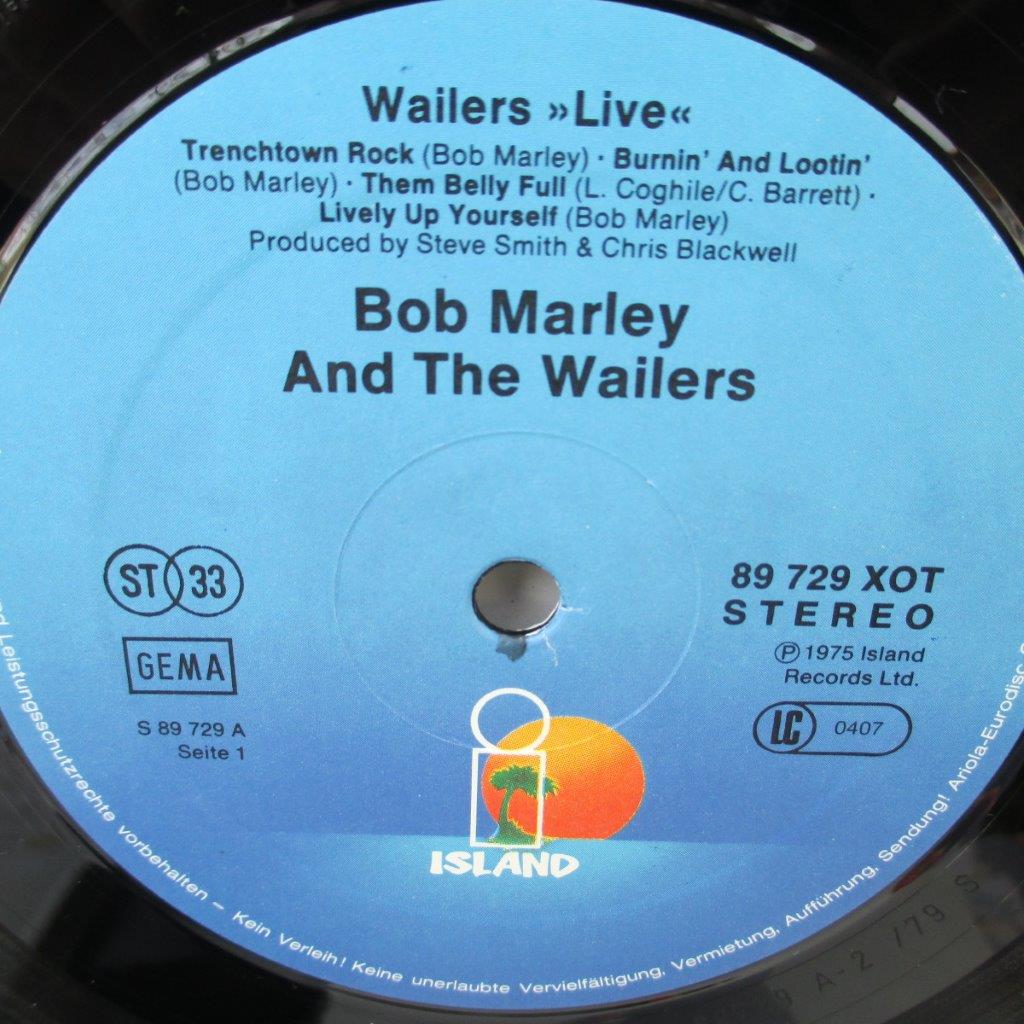 Wailers »Live«
Trenchtown Rock (Bob Marley) · Burnin' And Lootin'
(Bob Marley) · Them Belly Full (L. Coghile/C. Barrett) ·
Lively Up Yourself (Bob Marley)
Produced by Steve Smith & Chris Blackwell
Bob Marley
And The Wailers
ST 33
GEMA
S 89 729 A
Seite 1
89 729 XOT
STEREO
Ⓟ 1975 Island
Records Ltd.
LC 0407
ISLAND
Leistungsschutzrechte vorbehalten – Kein Verleih! Keine unerlaubte Vervielfältigung, Vermietung, Aufführung, Sendung! Ariola-Eurodisc
A-2 /79 S